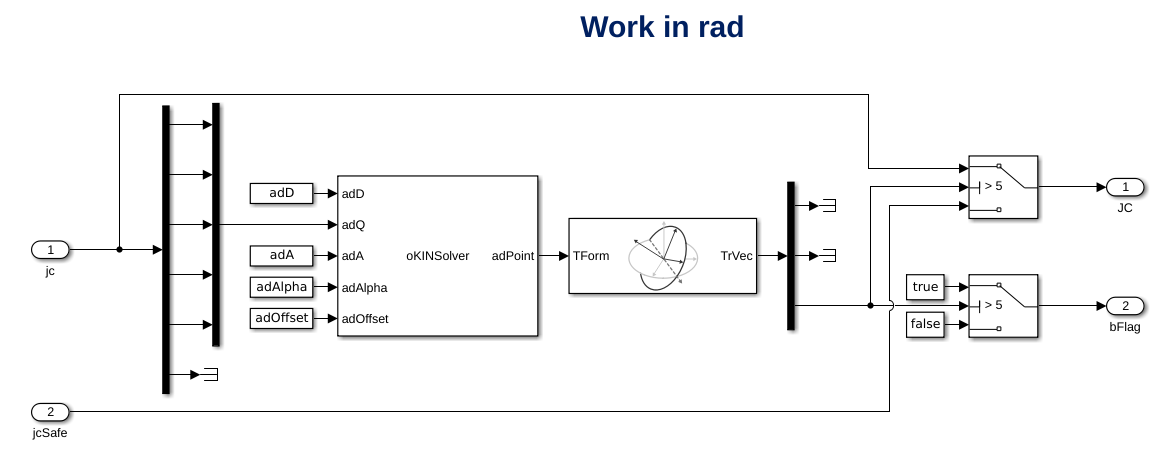 Work in rad
1
jc
2
jcSafe
adD
adA
adAlpha
adOffset
adD
adQ
adA
adAlpha
adOffset
oKINSolver
adPoint
TForm
TrVec
> 5
1
JC
true
false
> 5
2
bFlag